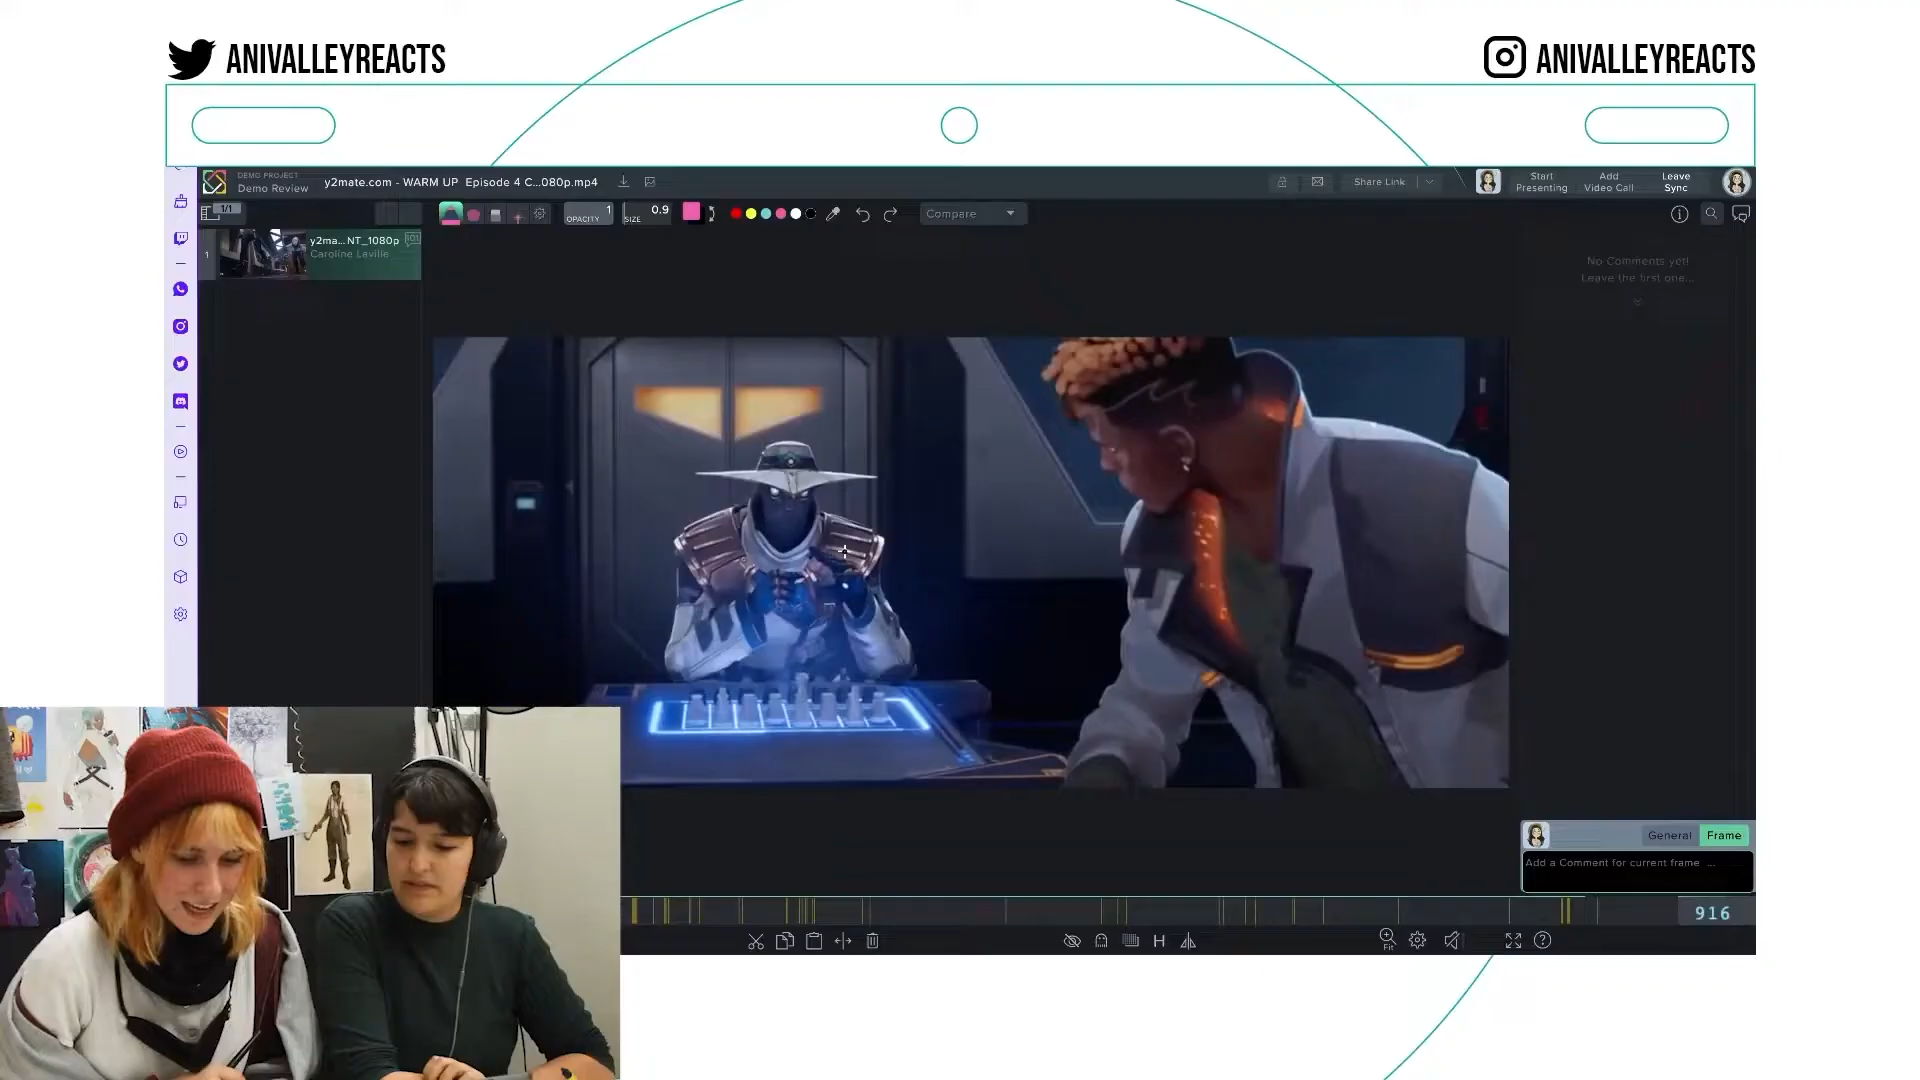 ANIVALLEYREACTS
ANIVALLEYREACTS
DEMO PROJECT
Demo Review
y2mate.com - WARM UP Episode 4 C...080p.mp4
Share Link
Start
Presenting
Add
Video Call
Leave
Sync
1/1
OPACITY
1
SIZE
0.9
Compare
1
y2ma...NT_1080p
Caroline Laville
No Comments yet!
Leave the first one...
General
Frame
Add a Comment for current frame ...
916
H
Fit